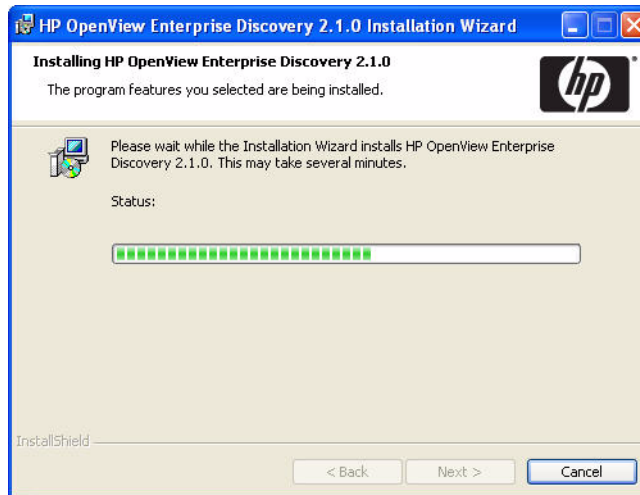 HP OpenView Enterprise Discovery 2.1.0 Installation Wizard
Installing HP OpenView Enterprise Discovery 2.1.0
The program features you selected are being installed.
hp
Please wait while the Installation Wizard installs HP OpenView Enterprise
Discovery 2.1.0. This may take several minutes.
Status:
InstallShield
< Back
Next >
Cancel